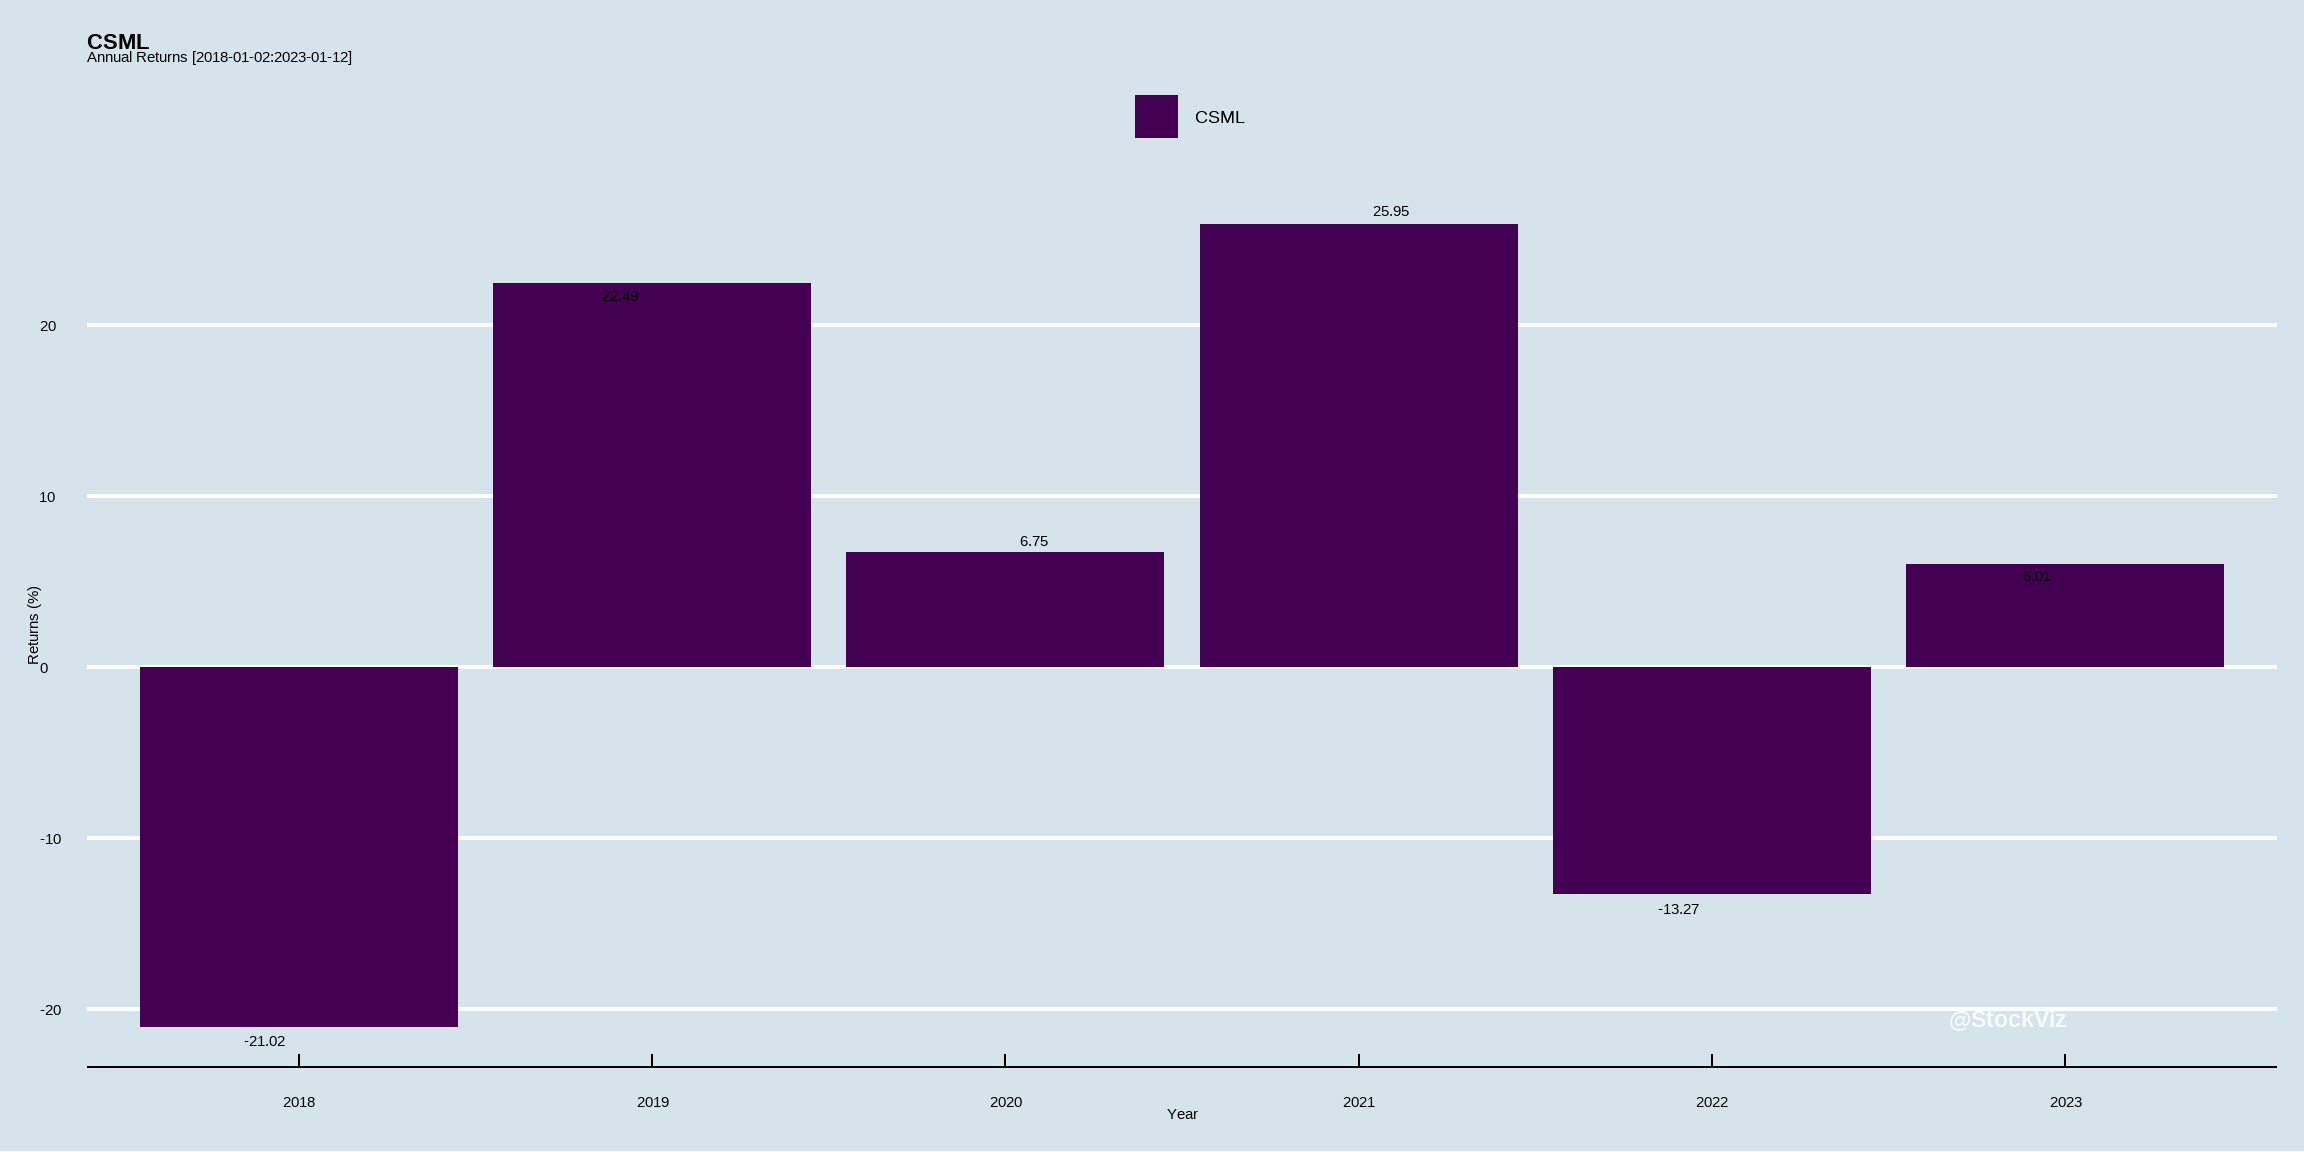 CSML
Annual Returns [2018-01-02:2023-01-12]
CSML
25.95
22.49
20
10
6.75
6.01
Returns (%)
0
-10
-13.27
-20
@StockViz
-21.02
2018 2019 2020 2021 2022 2023
Year